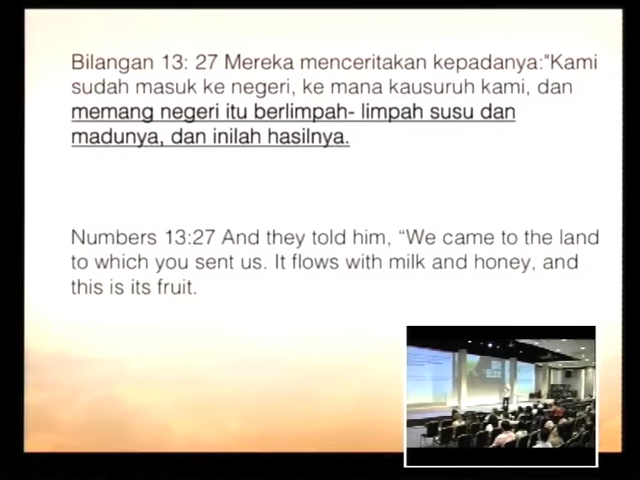 Bilangan 13: 27 Mereka menceritakan kepadanya:"Kami
sudah masuk ke negeri, ke mana kausuruh kami, dan
memang negeri itu berlimpah- limpah susu dan
madunya, dan inilah hasilnya.
Numbers 13:27 And they told him, “We came to the land
to which you sent us. It flows with milk and honey, and
this is its fruit.